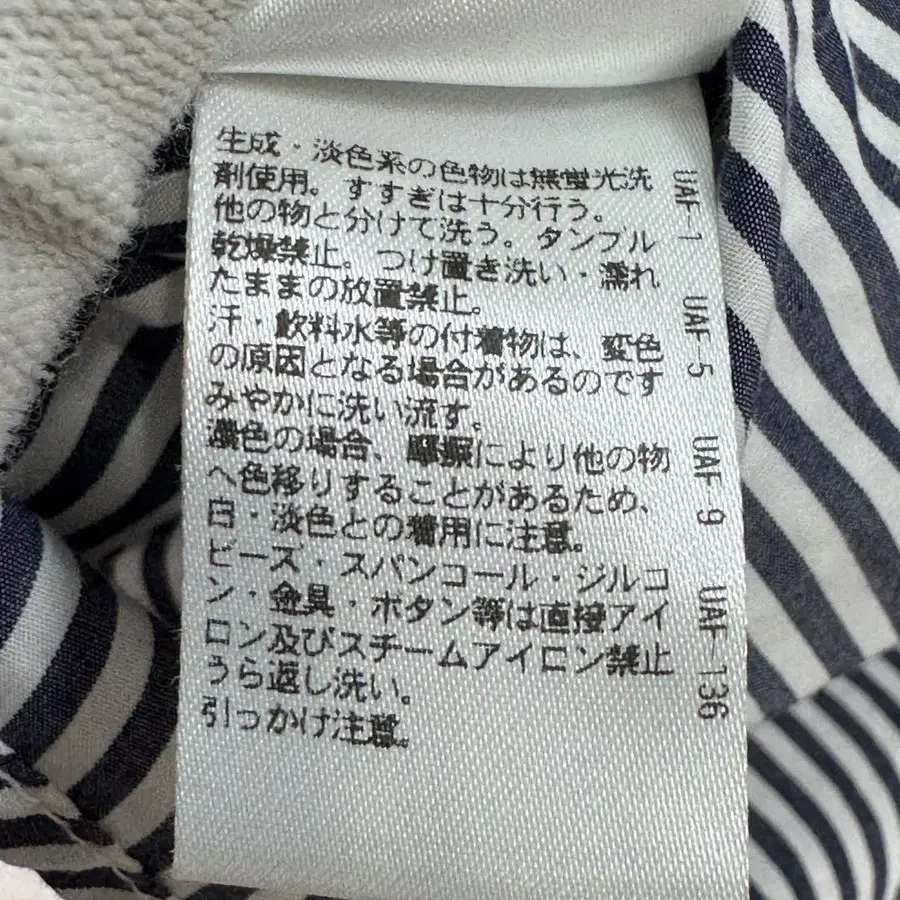 生成・淡色系の色物は無蛍光洗
剤使用。すすぎは十分行う。
他の物と分けて洗う。タンブル
乾燥禁止。つけ置き洗い・濡れ
たままの放置禁止。
汗・飲料水等の付着物は、変色
の原因となる場合があるのです
みやかに洗い流す。
濃色の場合、摩擦により他の物
へ色移りすることがあるため、
白・淡色との着用に注意。
ビーズ・スパンコール・ジルコ
ン・金具・ボタン等は直接アイ
ロン及びスチームアイロン禁止
うら返し洗い。
引っかけ注意。
UAF-1 UAF-5 UAF-9 UAF-136